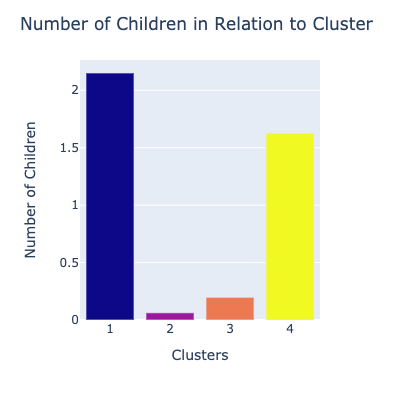 Number of Children in Relation to Cluster
Number of Children
2
1.5
1
0.5
0
1 2 3 4
Clusters